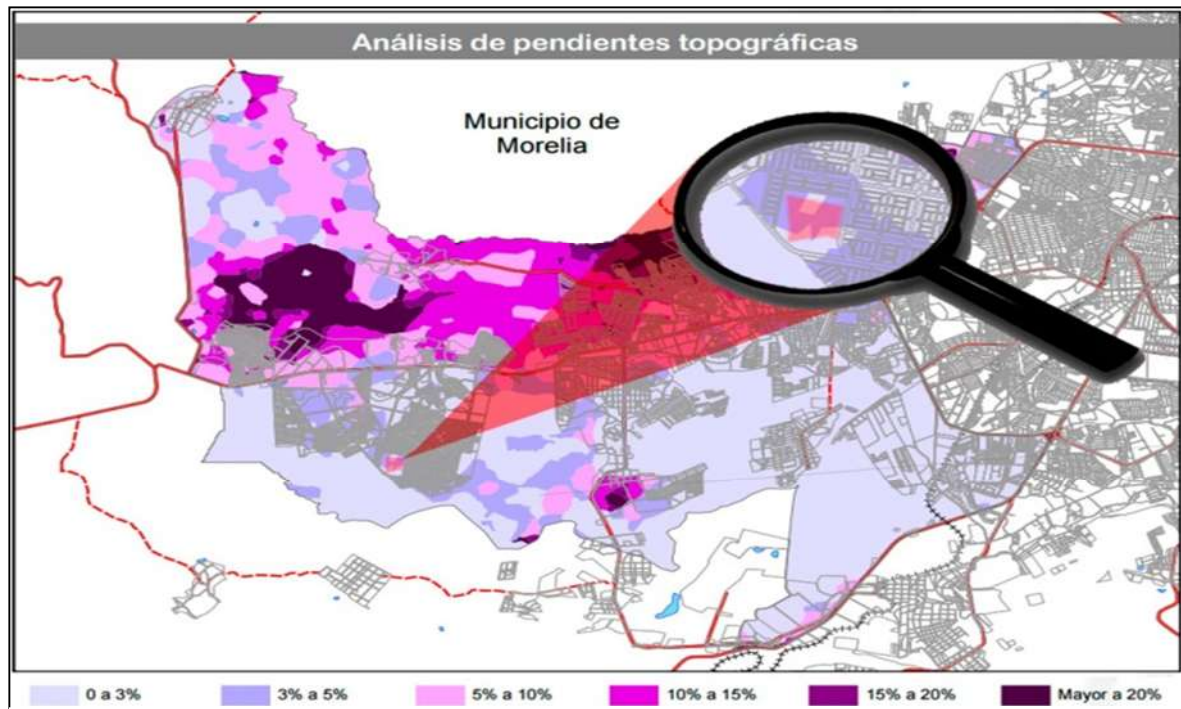 Análisis de pendientes topográficas
Municipio de
Morelia
0 a 3%
3% a 5%
5% a 10%
10% a 15%
15% a 20%
Mayor a 20%